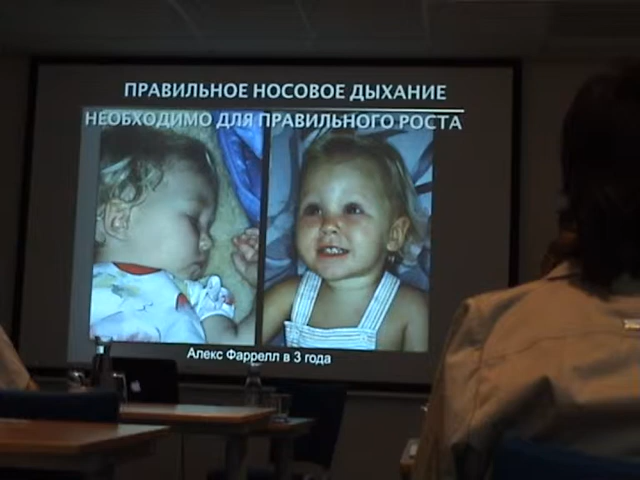 ПРАВИЛЬНОЕ НОСОВОЕ ДЫХАНИЕ
НЕОБХОДИМО ДЛЯ ПРАВИЛЬНОГО РОСТА
Алекс Фаррелл в 3 года